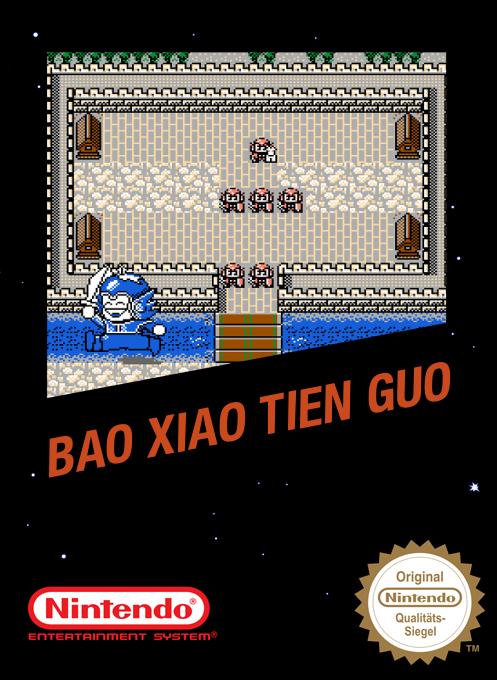 BAO XIAO TIEN GUO
Nintendo®
ENTERTAINMENT SYSTEM®
Original
Nintendo
Qualitäts-
Siegel
TM